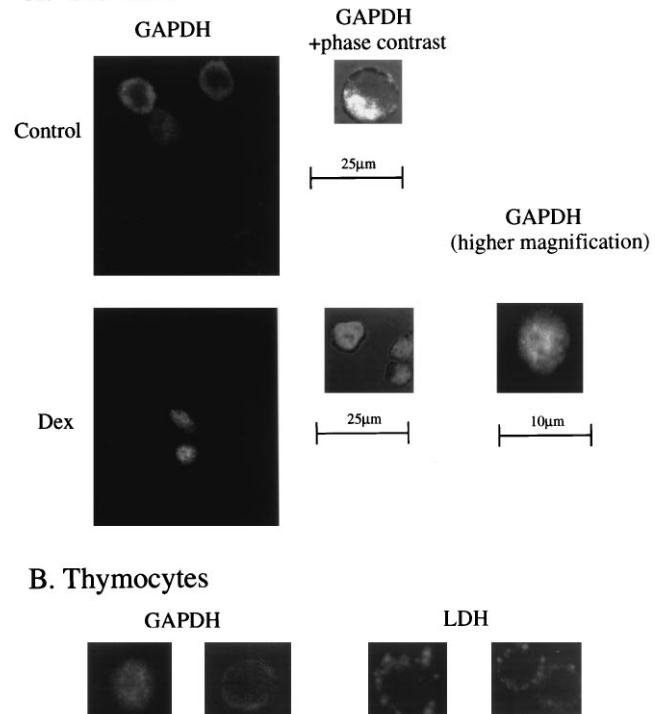 GAPDH
GAPDH
+phase contrast
Control
25μm
GAPDH
(higher magnification)
Dex
25μm
10μm
B. Thymocytes
GAPDH
LDH